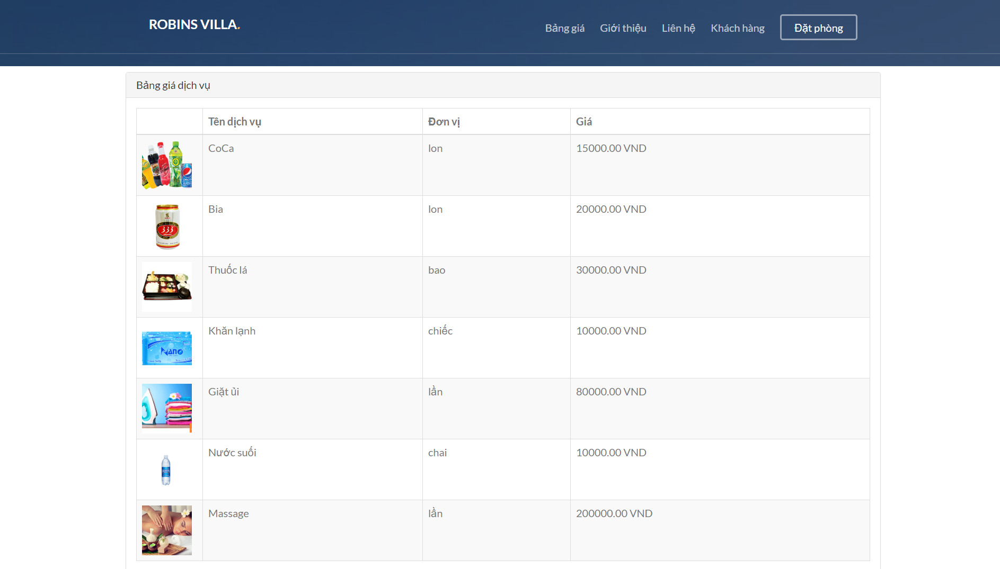 ROBINS VILLA.
Bảng giá Giới thiệu Liên hệ Khách hàng Đặt phòng
Bảng giá dịch vụ
Tên dịch vụ Đơn vị Giá
CoCa lon 15000.00 VND
pepsi
Bia lon 20000.00 VND
333
Thuốc lá bao 30000.00 VND
Khăn lạnh chiếc 10000.00 VND
NANO
Giặt ủi lần 80000.00 VND
Nước suối chai 10000.00 VND
Massage lần 200000.00 VND